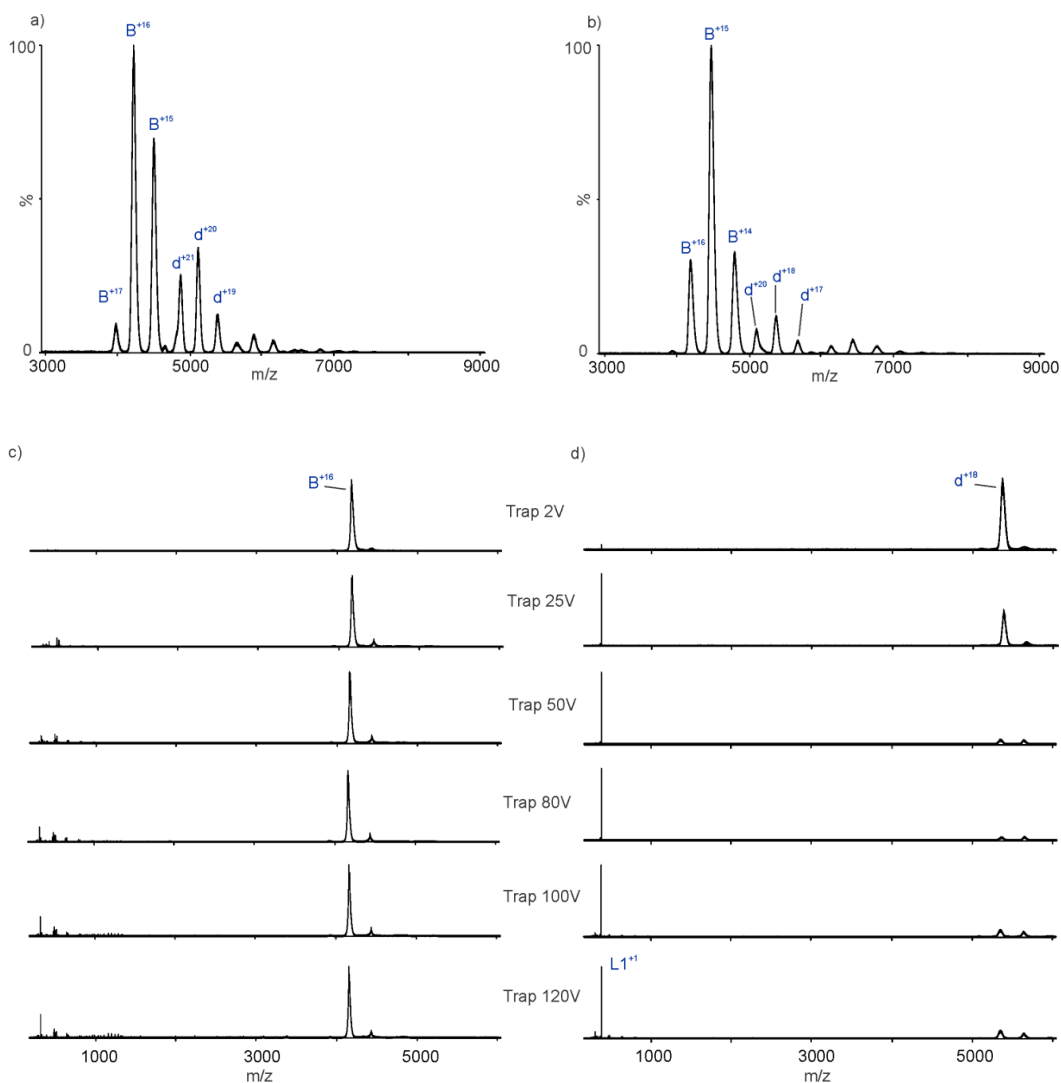 a)
100
%
0
B+17
B+16
B+15
d+21
d+20
d+19
3000 5000 7000 9000
m/z
b)
100
%
0
B+16
B+15
B+14
d+20
d+18
d+17
3000 5000 7000 9000
m/z
c)
B+16
1000 3000 5000
m/z
Trap 2V
Trap 25V
Trap 50V
Trap 80V
Trap 100V
Trap 120V
d)
d+18
L1+1
1000 3000 5000
m/z